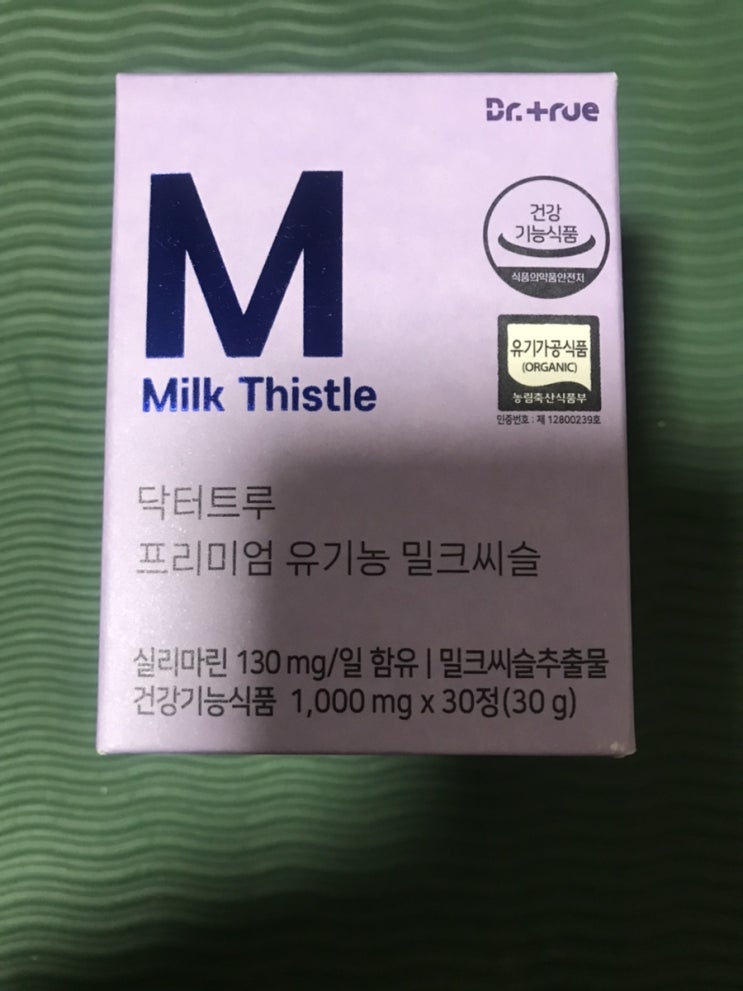 Dr.true
M
Milk Thistle
건강
기능식품
식품의약품안전처
유기가공식품
(ORGANIC)
농림축산식품부
인증번호 : 제 12800239호
닥터트루
프리미엄 유기농 밀크씨슬
실리마린 130 mg/일 함유 | 밀크씨슬추출물
건강기능식품 1,000 mg x 30정(30 g)